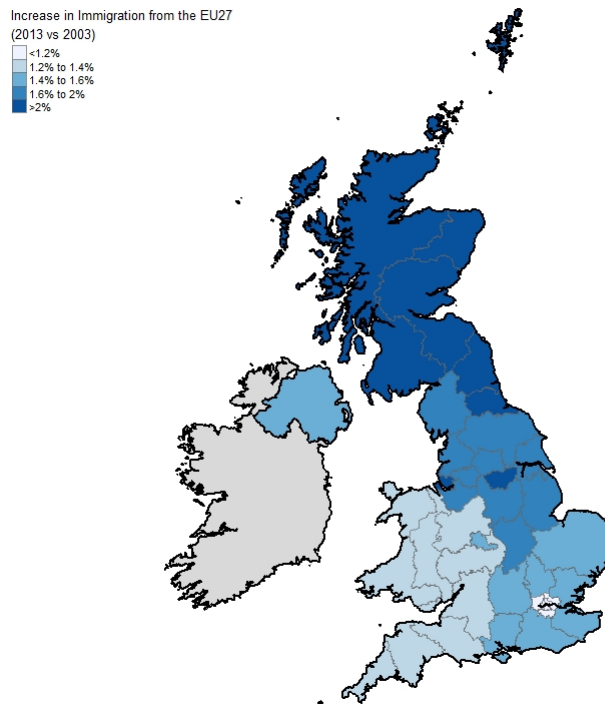 Increase in Immigration from the EU27
(2013 vs 2003)
<1.2%
1.2% to 1.4%
1.4% to 1.6%
1.6% to 2%
>2%